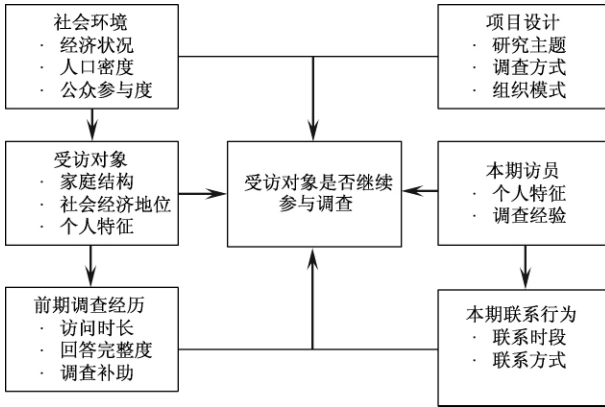 社会环境
· 经济状况
· 人口密度
· 公众参与度
项目设计
· 研究主题
· 调查方式
· 组织模式
受访对象
· 家庭结构
· 社会经济地位
· 个人特征
受访对象是否继续
参与调查
本期访员
· 个人特征
· 调查经验
前期调查经历
· 访问时长
· 回答完整度
· 调查补助
本期联系行为
· 联系时段
· 联系方式